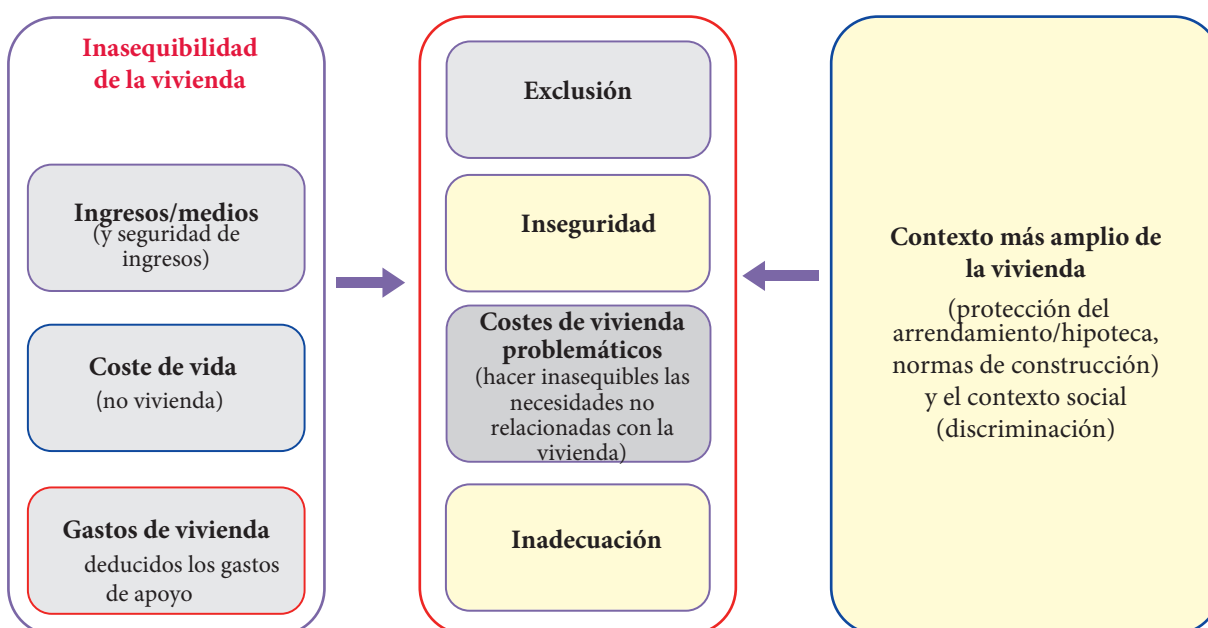 Inasequibilidad
de la vivienda
Ingresos/medios
(y seguridad de
ingresos)
Coste de vida
(no vivienda)
Gastos de vivienda
deducidos los gastos
de apoyo
Exclusión
Inseguridad
Costes de vivienda
problemáticos
(hacer inasequibles las
necesidades no
relacionadas con la
vivienda)
Inadecuación
Contexto más amplio de
la vivienda
(protección del
arrendamiento/hipoteca,
normas de construcción)
y el contexto social
(discriminación)